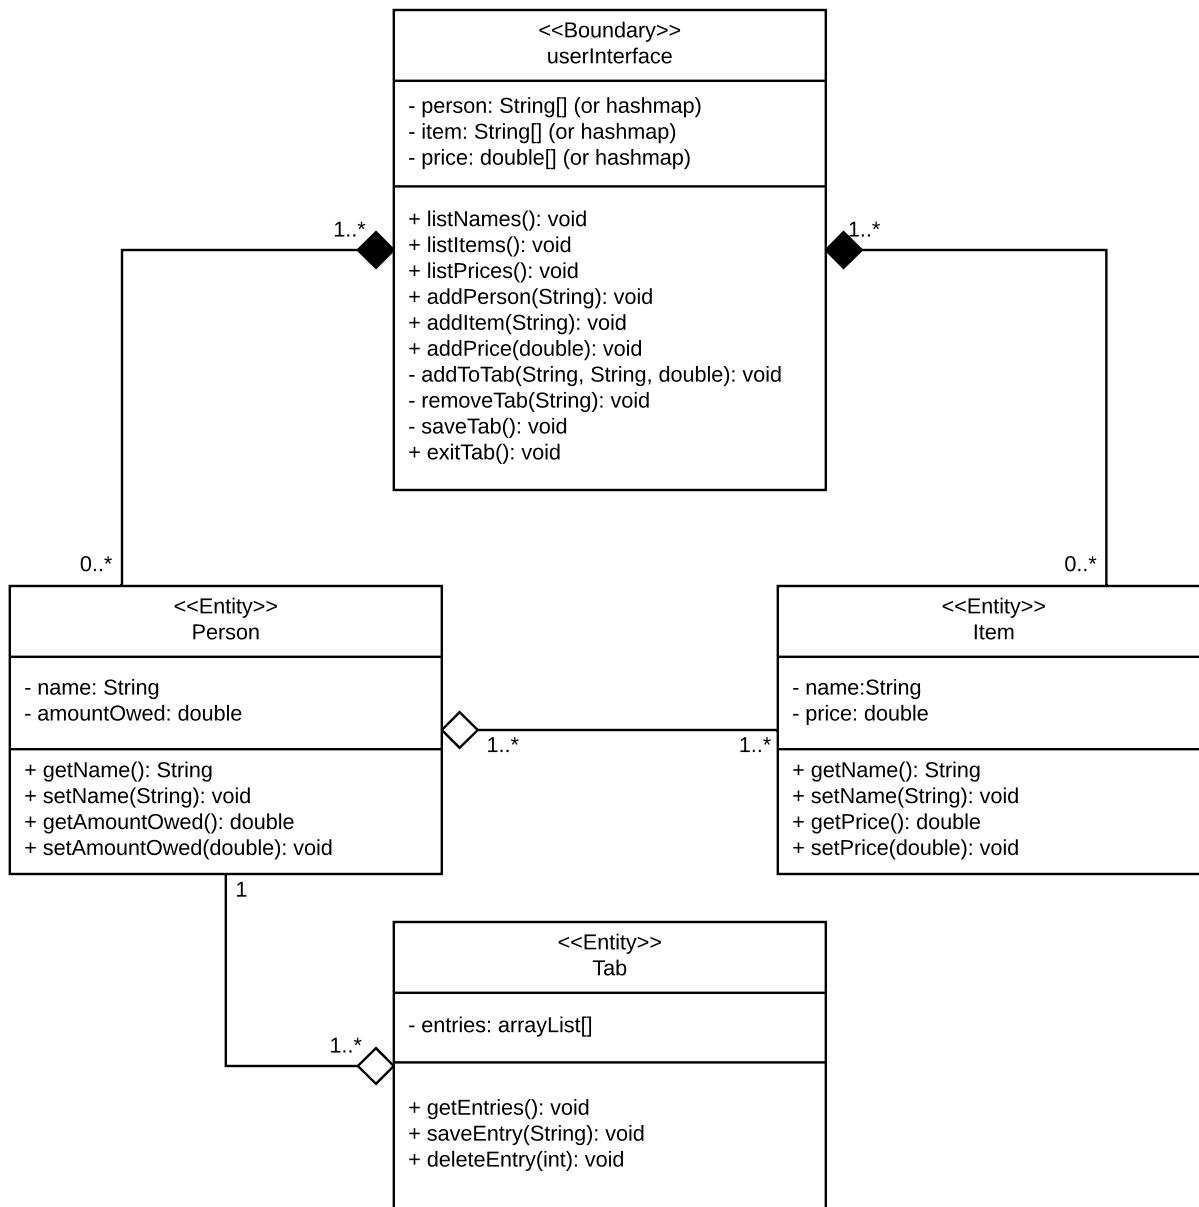 <<Boundary>>
userInterface
- person: String[] (or hashmap)
- item: String[] (or hashmap)
- price: double[] (or hashmap)
+ listNames(): void
+ listItems(): void
+ listPrices(): void
+ addPerson(String): void
+ addItem(String): void
+ addPrice(double): void
- addToTab(String, String, double): void
- removeTab(String): void
- saveTab(): void
+ exitTab(): void
1..*
1..*
0..*
0..*
<<Entity>>
Person
- name: String
- amountOwed: double
+ getName(): String
+ setName(String): void
+ getAmountOwed(): double
+ setAmountOwed(double): void
1..*
1..*
<<Entity>>
Item
- name:String
- price: double
+ getName(): String
+ setName(String): void
+ getPrice(): double
+ setPrice(double): void
1
1..*
<<Entity>>
Tab
- entries: arrayList[]
+ getEntries(): void
+ saveEntry(String): void
+ deleteEntry(int): void